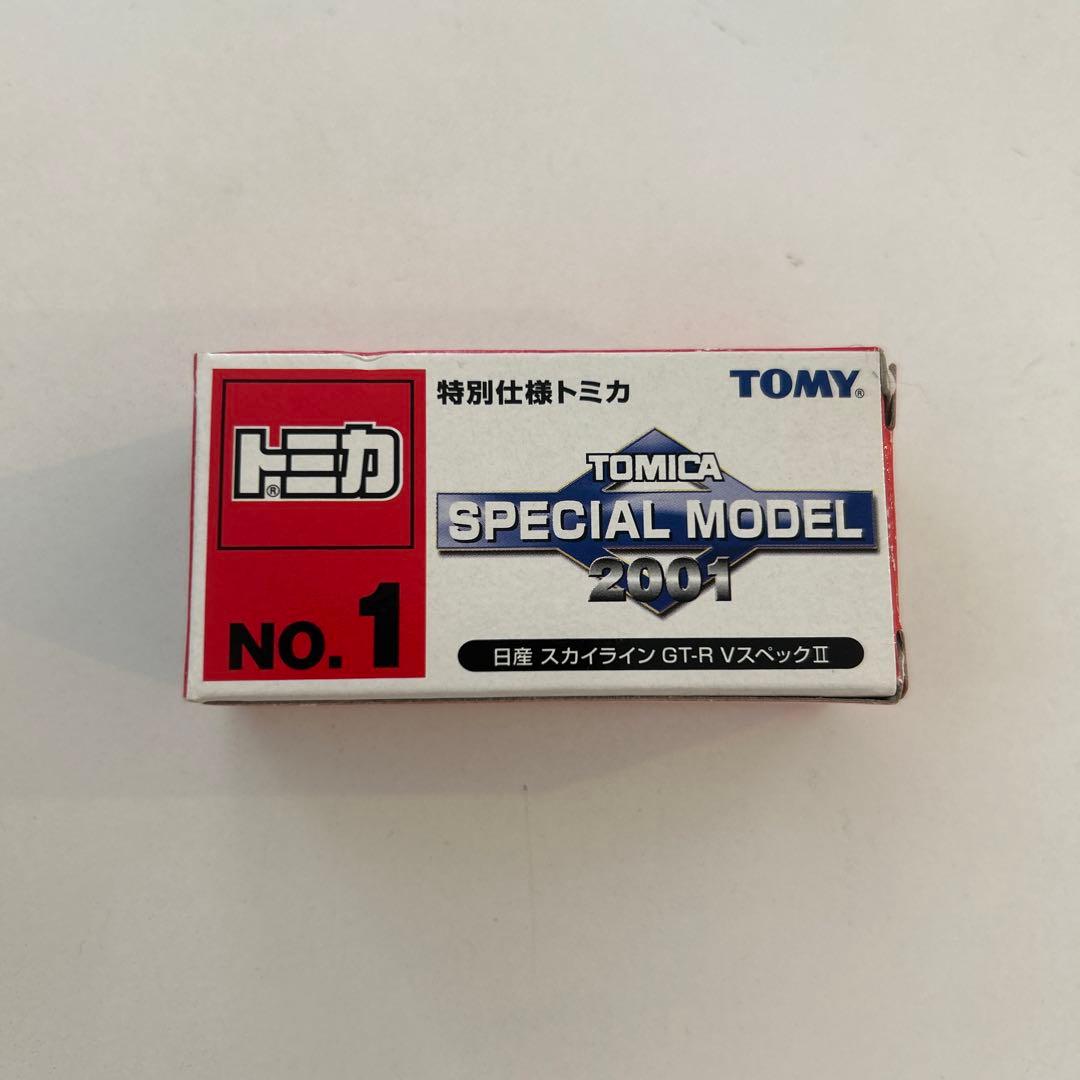 トミカ®
NO. 1
特別仕様トミカ
TOMY®
TOMICA
SPECIAL MODEL
2001
日産 スカイライン GT-R VスペックⅡ